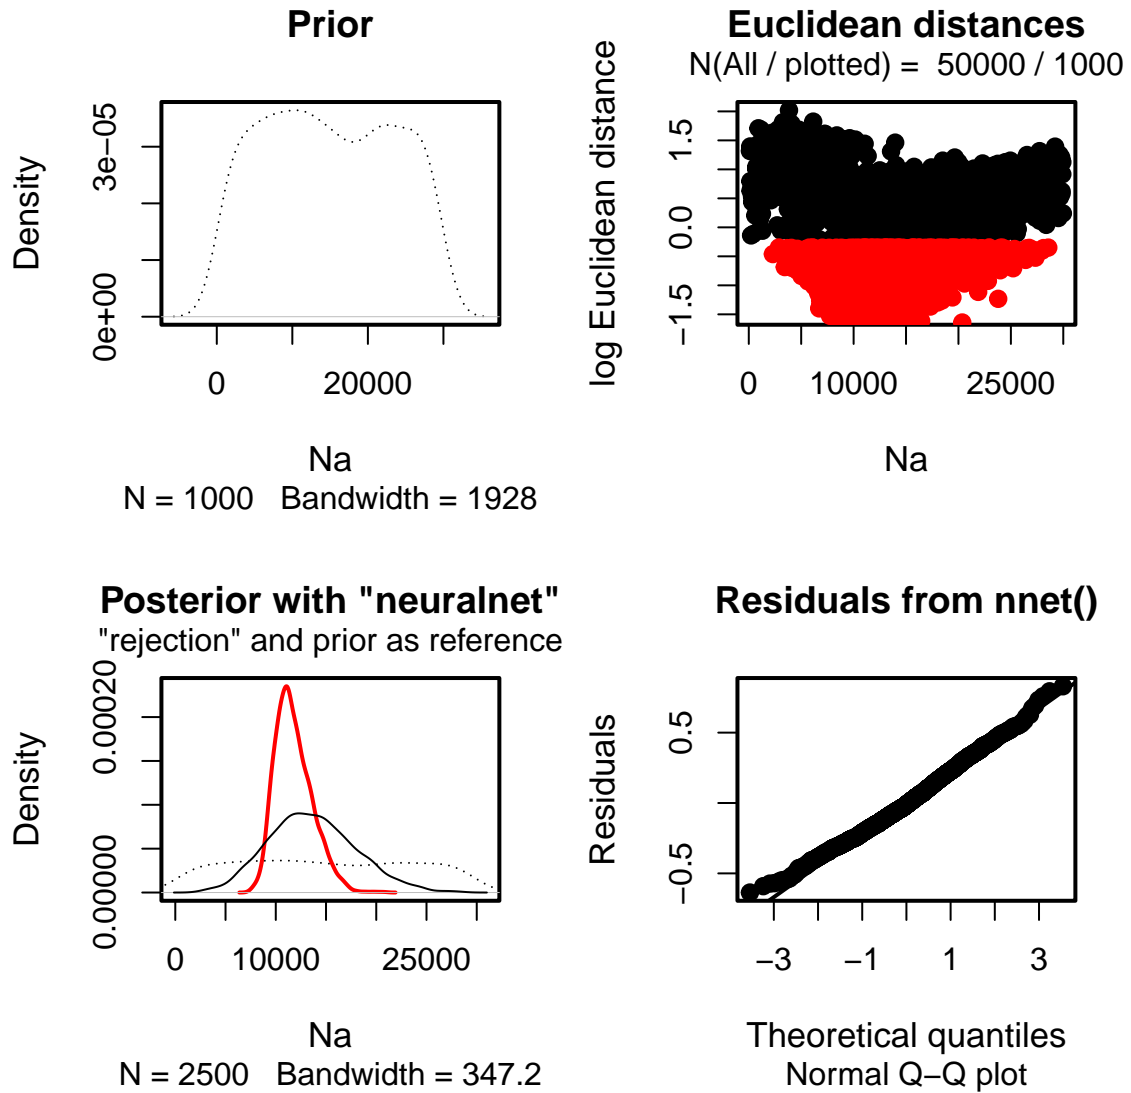 Prior
Density
0e+00
3e−05
0
20000
Na
N = 1000   Bandwidth = 1928
Euclidean distances
N(All / plotted) =  50000 / 1000
log Euclidean distance
−1.5
0.0
1.5
0
10000
25000
Na
Posterior with "neuralnet"
"rejection" and prior as reference
Density
0.00000
0.00020
0
10000
25000
Na
N = 2500   Bandwidth = 347.2
Residuals from nnet()
Residuals
−0.5
0.5
−3
−1
1
3
Theoretical quantiles
Normal Q−Q plot